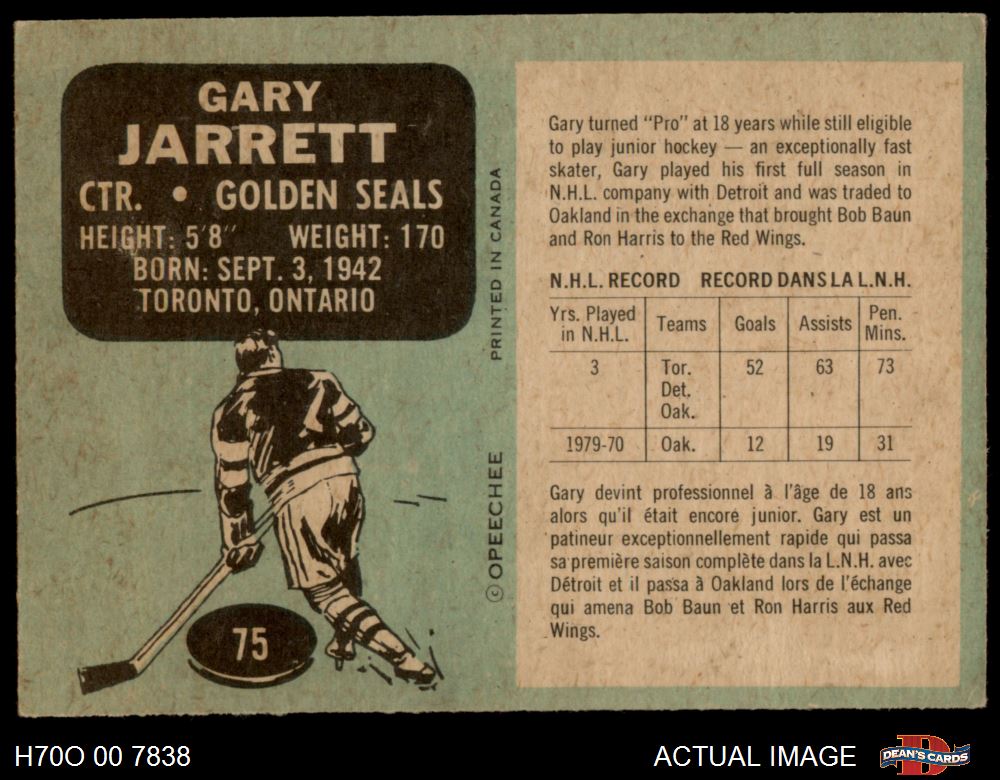 GARY
JARRETT
CTR. • GOLDEN SEALS
HEIGHT: 5'8" WEIGHT: 170
BORN: SEPT. 3, 1942
TORONTO, ONTARIO
75
© OPEECHEE PRINTED IN CANADA
Gary turned "Pro" at 18 years while still eligible
to play junior hockey — an exceptionally fast
skater, Gary played his first full season in
N.H.L. company with Detroit and was traded to
Oakland in the exchange that brought Bob Baun
and Ron Harris to the Red Wings.
N.H.L. RECORD RECORD DANS LA L.N.H.
Yrs. Played in N.H.L. Teams Goals Assists Pen. Mins.
3 Tor. 52 63 73
Det.
Oak.
1979-70 Oak. 12 19 31
Gary devint professionnel à l'âge de 18 ans
alors qu'il était encore junior. Gary est un
patineur exceptionnellement rapide qui passa
sa première saison complète dans la L.N.H. avec
Détroit et il passa à Oakland lors de l'échange
qui amena Bob Baun et Ron Harris aux Red
Wings.
H70O 00 7838
ACTUAL IMAGE
DEAN'S CARDS